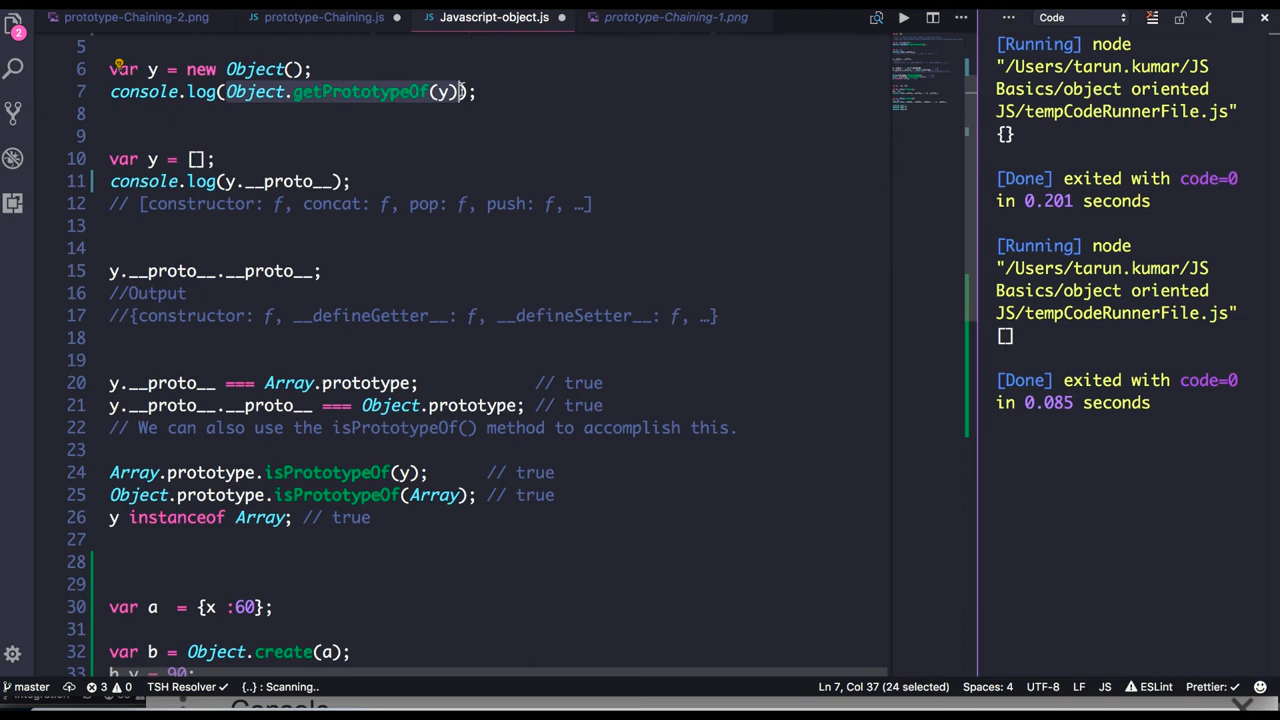 prototype-Chaining-2.png
prototype-Chaining.js
Javascript-object.js
prototype-Chaining-1.png
Code
2
5
6 var y = new Object();
7 console.log(Object.getPrototypeOf(y));
8
9
10 var y = [];
11 console.log(y.__proto__);
12 // [constructor: ƒ, concat: ƒ, pop: ƒ, push: ƒ, …]
13
14
15 y.__proto__.__proto__;
16 //Output
17 //{constructor: ƒ, __defineGetter__: ƒ, __defineSetter__: ƒ, …}
18
19
20 y.__proto__ === Array.prototype; // true
21 y.__proto__.__proto__ === Object.prototype; // true
22 // We can also use the isPrototypeOf() method to accomplish this.
23
24 Array.prototype.isPrototypeOf(y); // true
25 Object.prototype.isPrototypeOf(Array); // true
26 y instanceof Array; // true
27
28
29
30 var a = {x :60};
31
32 var b = Object.create(a);
33 b.y = 90;
[Running] node
"/Users/tarun.kumar/JS
Basics/object oriented
JS/tempCodeRunnerFile.js"
{}
[Done] exited with code=0
in 0.201 seconds
[Running] node
"/Users/tarun.kumar/JS
Basics/object oriented
JS/tempCodeRunnerFile.js"
[]
[Done] exited with code=0
in 0.085 seconds
master 3 0 TSH Resolver {..} : Scanning.. Ln 7, Col 37 (24 selected) Spaces: 4 UTF-8 LF JS ESLint Prettier:
Console